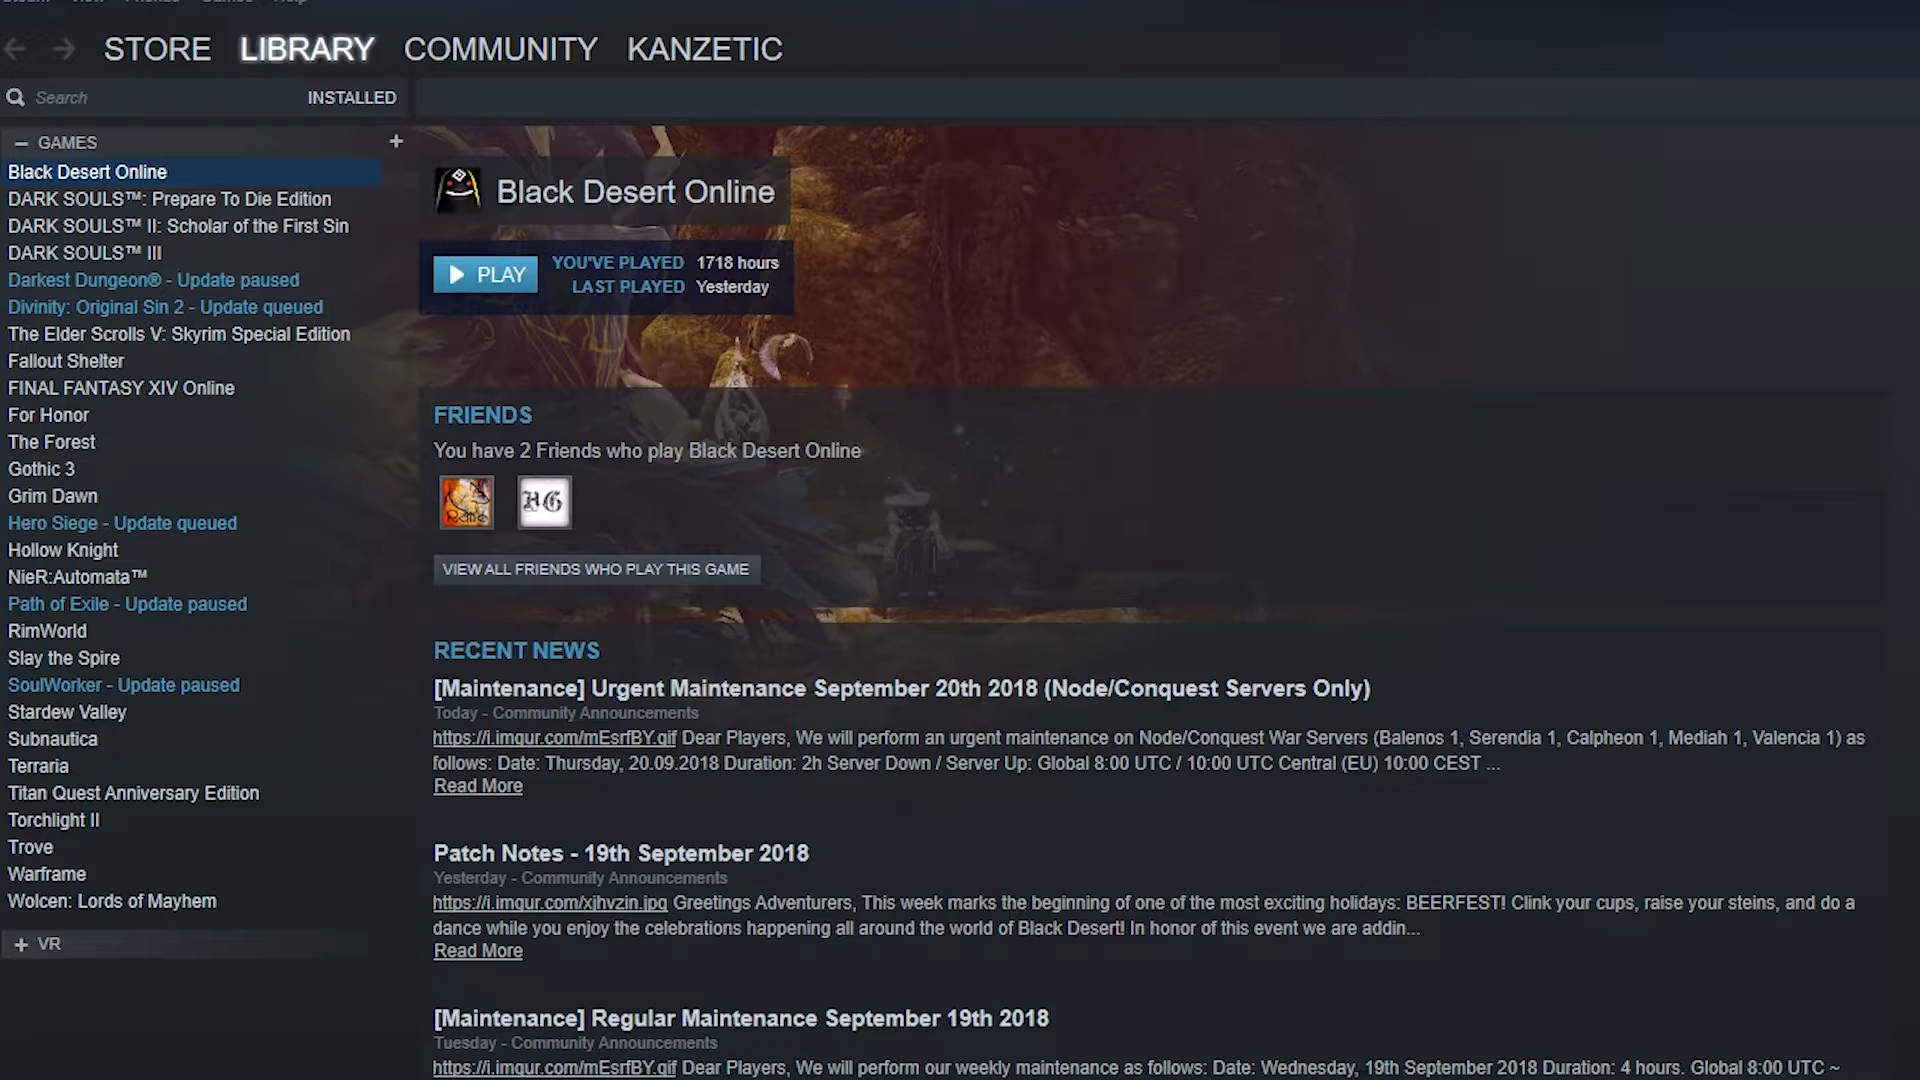 Steam View Friends Games Help
STORE LIBRARY COMMUNITY KANZETIC
Search INSTALLED
GAMES
Black Desert Online
DARK SOULS™: Prepare To Die Edition
DARK SOULS™ II: Scholar of the First Sin
DARK SOULS™ III
Darkest Dungeon® - Update paused
Divinity: Original Sin 2 - Update queued
The Elder Scrolls V: Skyrim Special Edition
Fallout Shelter
FINAL FANTASY XIV Online
For Honor
The Forest
Gothic 3
Grim Dawn
Hero Siege - Update queued
Hollow Knight
NieR:Automata™
Path of Exile - Update paused
RimWorld
Slay the Spire
SoulWorker - Update paused
Stardew Valley
Subnautica
Terraria
Titan Quest Anniversary Edition
Torchlight II
Trove
Warframe
Wolcen: Lords of Mayhem
VR
Black Desert Online
PLAY
YOU'VE PLAYED 1718 hours
LAST PLAYED Yesterday
FRIENDS
You have 2 Friends who play Black Desert Online
VIEW ALL FRIENDS WHO PLAY THIS GAME
RECENT NEWS
[Maintenance] Urgent Maintenance September 20th 2018 (Node/Conquest Servers Only)
Today - Community Announcements
https://i.imgur.com/mEsrfBY.gif Dear Players, We will perform an urgent maintenance on Node/Conquest War Servers (Balenos 1, Serendia 1, Calpheon 1, Mediah 1, Valencia 1) as
follows: Date: Thursday, 20.09.2018 Duration: 2h Server Down / Server Up: Global 8:00 UTC / 10:00 UTC Central (EU) 10:00 CEST ...
Read More
Patch Notes - 19th September 2018
Yesterday - Community Announcements
https://i.imgur.com/xjhvzin.jpg Greetings Adventurers, This week marks the beginning of one of the most exciting holidays: BEERFEST! Clink your cups, raise your steins, and do a
dance while you enjoy the celebrations happening all around the world of Black Desert! In honor of this event we are addin...
Read More
[Maintenance] Regular Maintenance September 19th 2018
Tuesday - Community Announcements
https://i.imgur.com/mEsrfBY.gif Dear Players, We will perform our weekly maintenance as follows: Date: Wednesday, 19th September 2018 Duration: 4 hours. Global 8:00 UTC ~